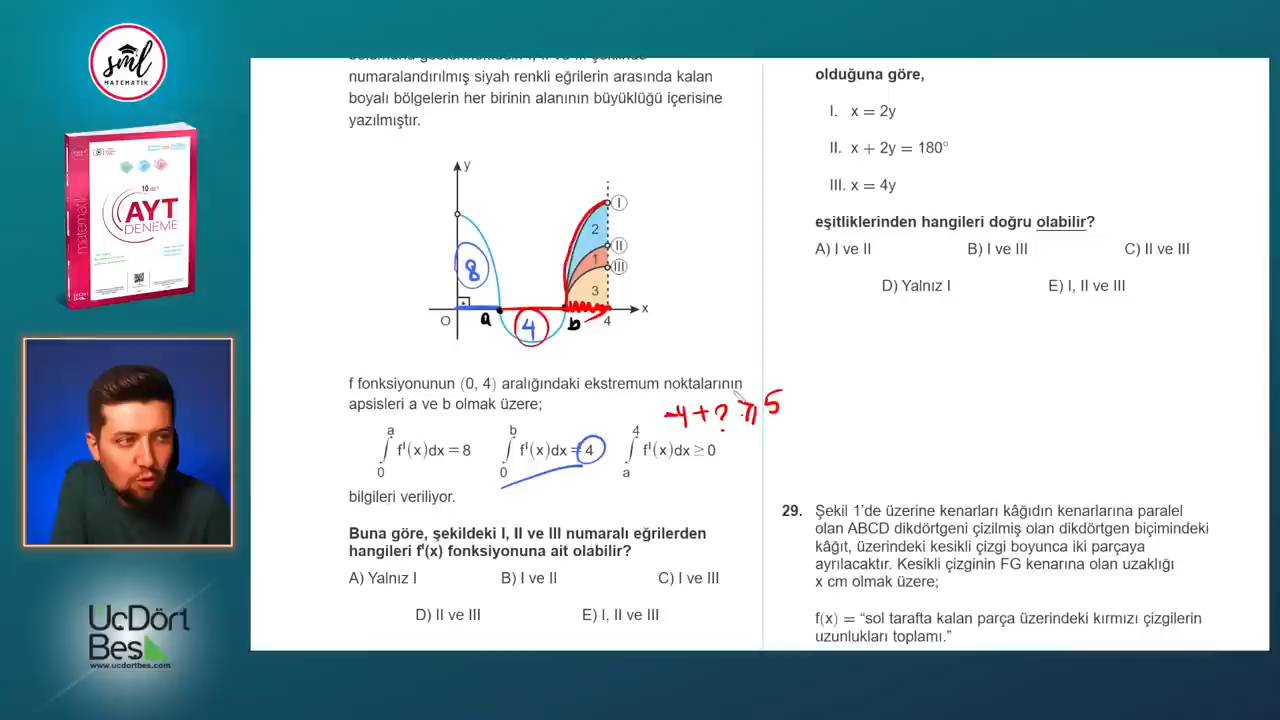 sml
MATEMATİK
matematik
10'lu
AYT
DENEME
UcDört
Bes
www.ucdortbes.com
numaralandırılmış siyah renkli eğrilerin arasında kalan
boyalı bölgelerin her birinin alanının büyüklüğü içerisine
yazılmıştır.
y
I
2
II
8
1
III
3
O
a
4
b
4
x
f fonksiyonunun (0, 4) aralığındaki ekstremum noktalarının
apsisleri a ve b olmak üzere;
-4 + ? ≥ 5
a b 4
∫ f'(x)dx = 8 ∫ f'(x)dx = 4 ∫ f'(x)dx ≥ 0
0 0 a
bilgileri veriliyor.
Buna göre, şekildeki I, II ve III numaralı eğrilerden
hangileri f'(x) fonksiyonuna ait olabilir?
A) Yalnız I B) I ve II C) I ve III
D) II ve III E) I, II ve III
olduğuna göre,
I. x = 2y
II. x + 2y = 180°
III. x = 4y
eşitliklerinden hangileri doğru olabilir?
A) I ve II B) I ve III C) II ve III
D) Yalnız I E) I, II ve III
29. Şekil 1'de üzerine kenarları kâğıdın kenarlarına paralel
olan ABCD dikdörtgeni çizilmiş olan dikdörtgen biçimindeki
kâğıt, üzerindeki kesikli çizgi boyunca iki parçaya
ayrılacaktır. Kesikli çizginin FG kenarına olan uzaklığı
x cm olmak üzere;
f(x) = “sol tarafta kalan parça üzerindeki kırmızı çizgilerin
uzunlukları toplamı.”